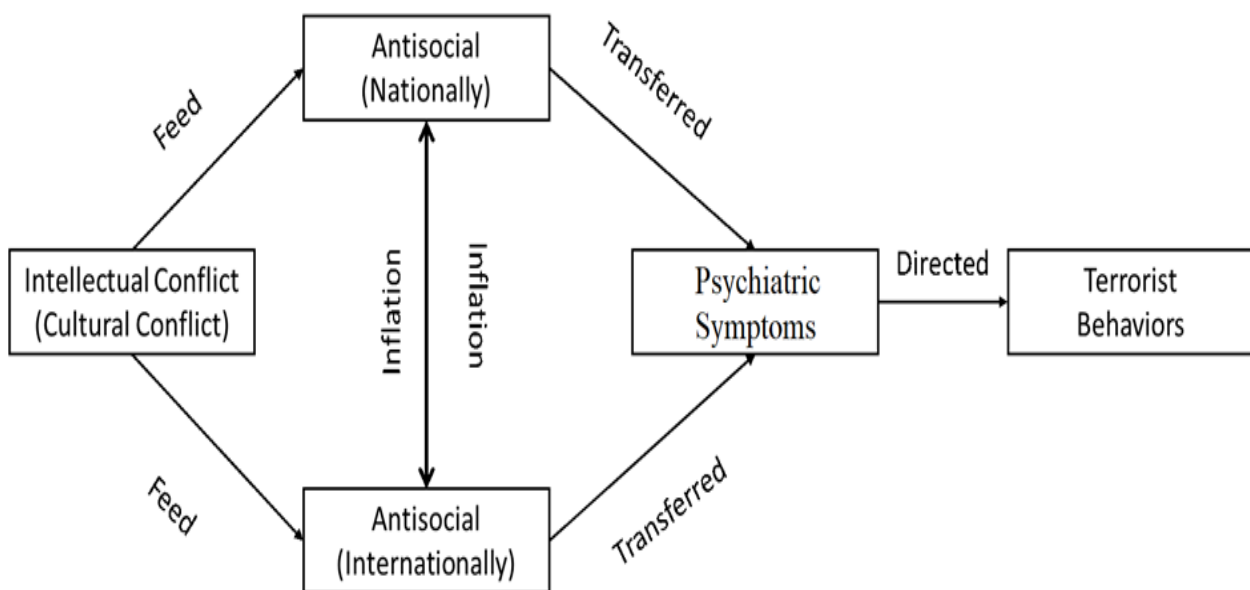 Antisocial
(Nationally)
Feed
Transferred
Intellectual Conflict
(Cultural Conflict)
Inflation
Inflation
Psychiatric
Symptoms
Directed
Terrorist
Behaviors
Feed
Antisocial
(Internationally)
Transferred